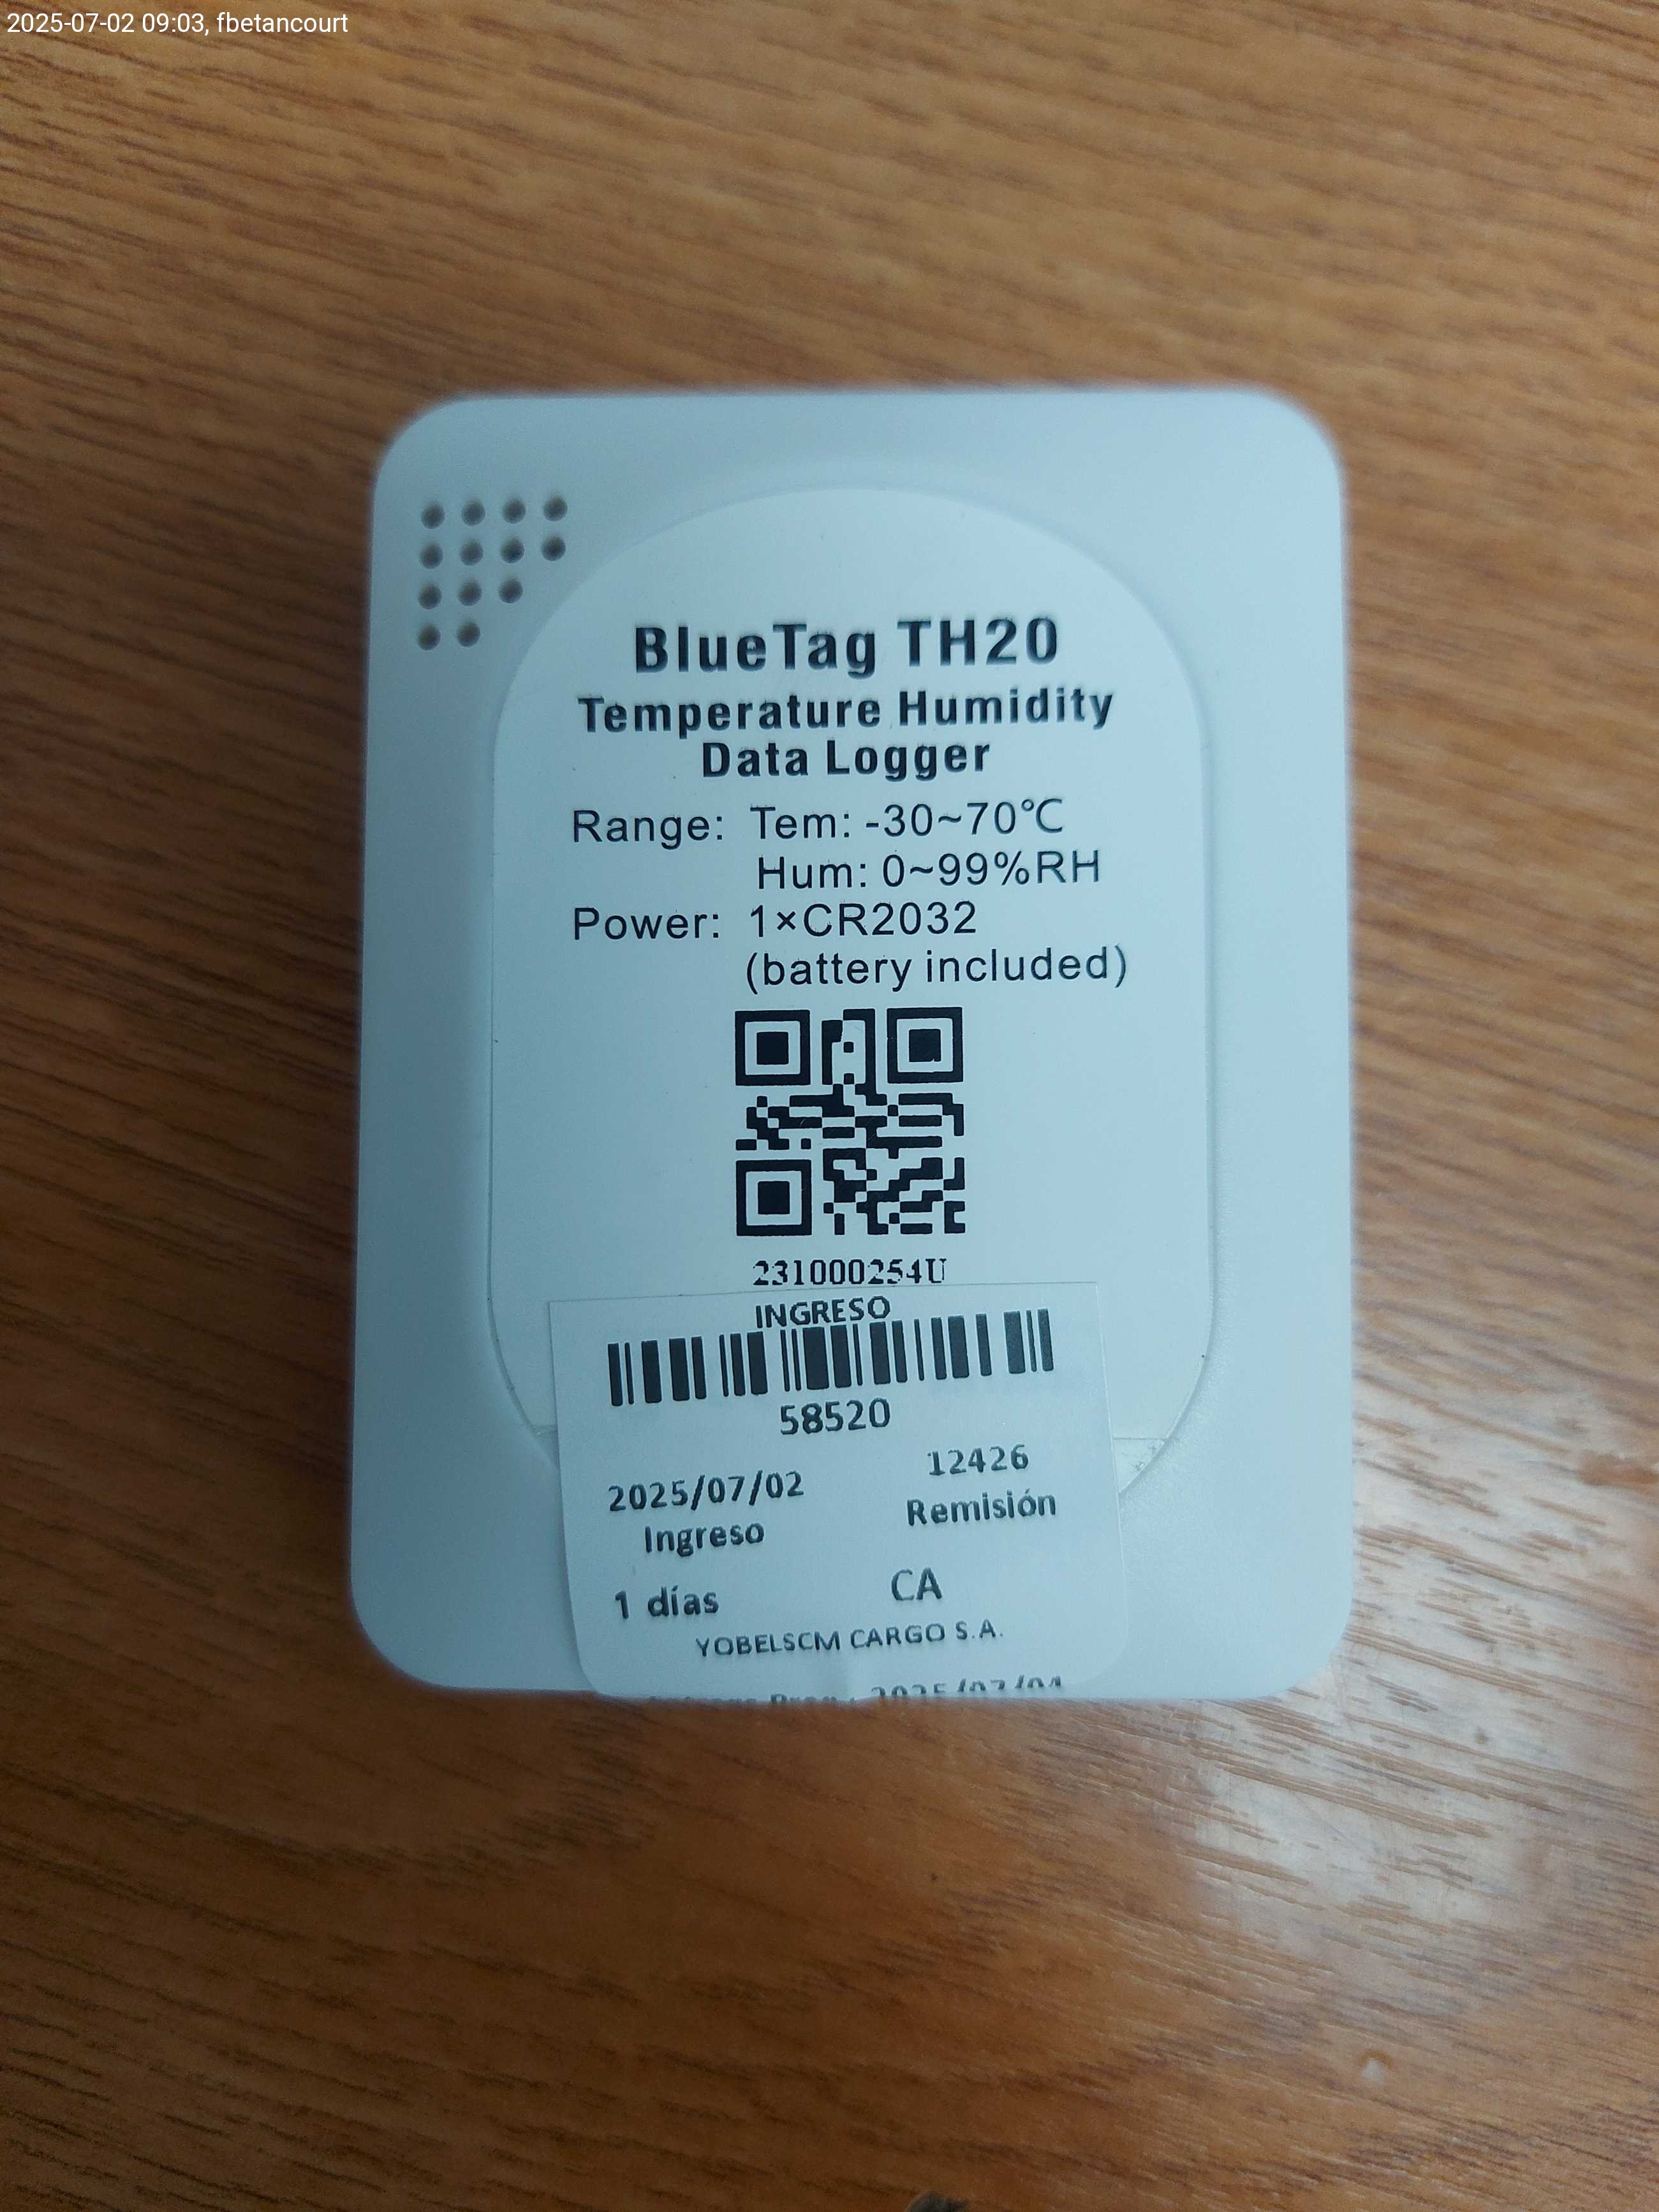 2025-07-02 09:03, fbetancourt
BlueTag TH20
Temperature Humidity
Data Logger
Range: Tem: -30~70℃
Hum: 0~99%RH
Power: 1×CR2032
(battery included)
231000254U
INGRESO
58520
2025/07/02
Ingreso
12426
Remisión
1 días
CA
YOBELSCM CARGO S.A.